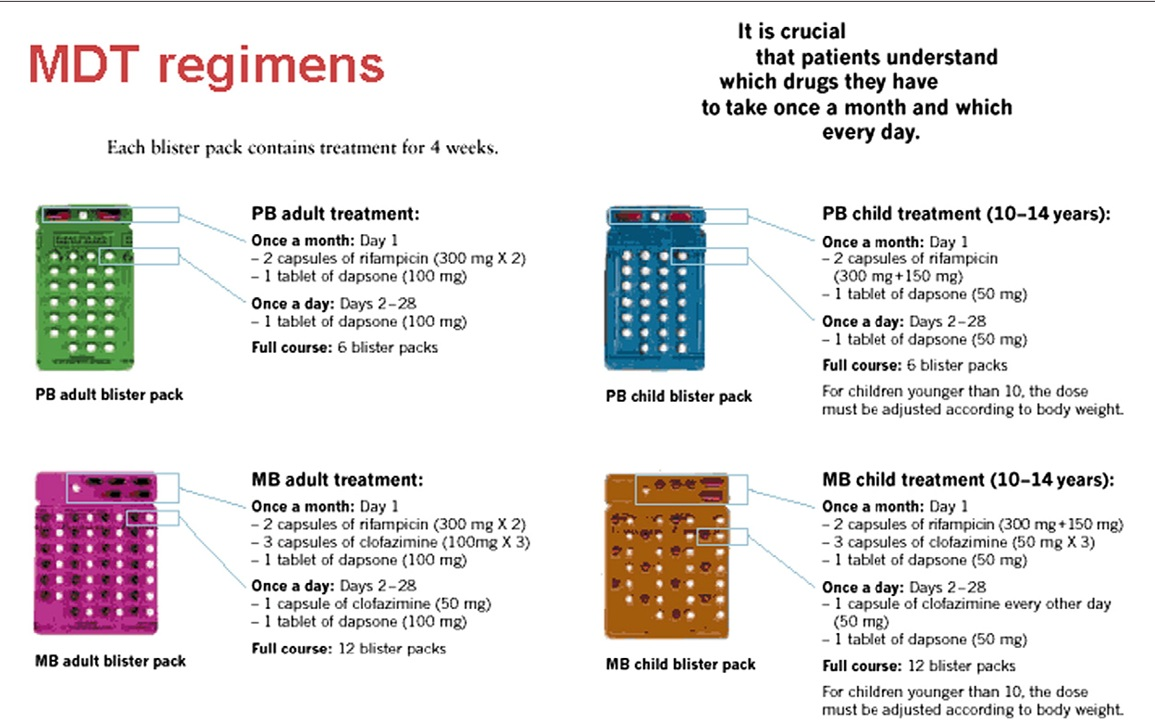 MDT regimens
It is crucial
that patients understand
which drugs they have
to take once a month and which
every day.
Each blister pack contains treatment for 4 weeks.
PB adult treatment:
Once a month: Day 1
– 2 capsules of rifampicin (300 mg X 2)
– 1 tablet of dapsone (100 mg)
Once a day: Days 2–28
– 1 tablet of dapsone (100 mg)
Full course: 6 blister packs
PB adult blister pack
PB child treatment (10–14 years):
Once a month: Day 1
– 2 capsules of rifampicin
(300 mg+150 mg)
– 1 tablet of dapsone (50 mg)
Once a day: Days 2–28
– 1 tablet of dapsone (50 mg)
Full course: 6 blister packs
For children younger than 10, the dose
must be adjusted according to body weight.
PB child blister pack
MB adult treatment:
Once a month: Day 1
– 2 capsules of rifampicin (300 mg X 2)
– 3 capsules of clofazimine (100mg X 3)
– 1 tablet of dapsone (100 mg)
Once a day: Days 2–28
– 1 capsule of clofazimine (50 mg)
– 1 tablet of dapsone (100 mg)
Full course: 12 blister packs
MB adult blister pack
MB child treatment (10–14 years):
Once a month: Day 1
– 2 capsules of rifampicin (300 mg+150 mg)
– 3 capsules of clofazimine (50 mg X 3)
– 1 tablet of dapsone (50 mg)
Once a day: Days 2–28
– 1 capsule of clofazimine every other day
(50 mg)
– 1 tablet of dapsone (50 mg)
Full course: 12 blister packs
For children younger than 10, the dose
must be adjusted according to body weight.
MB child blister pack